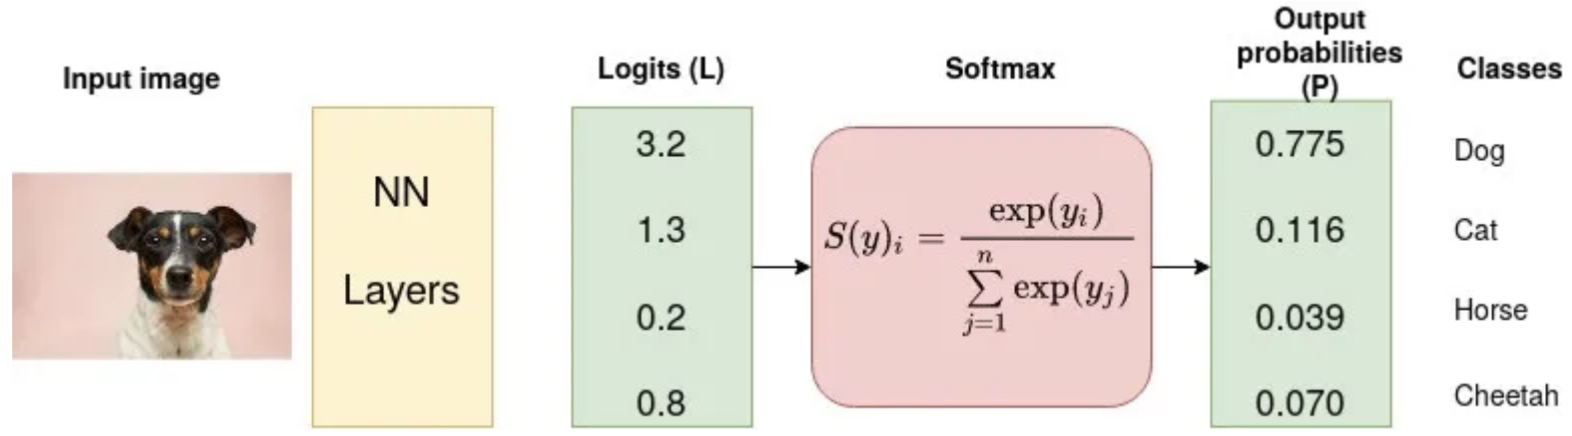 Input image
NN
Layers
Logits (L)
3.2
1.3
0.2
0.8
Softmax
S(y)_i = exp(y_i) / \sum_{j=1}^{n} exp(y_j)
Output
probabilities
(P)
0.775
0.116
0.039
0.070
Classes
Dog
Cat
Horse
Cheetah